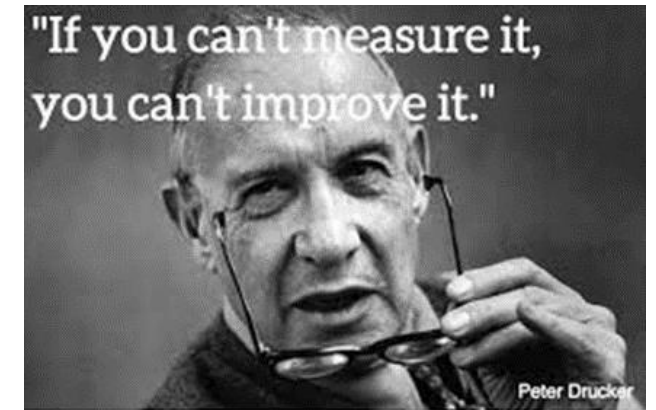 "If you can't measure it,
you can't improve it."
Peter Drucker